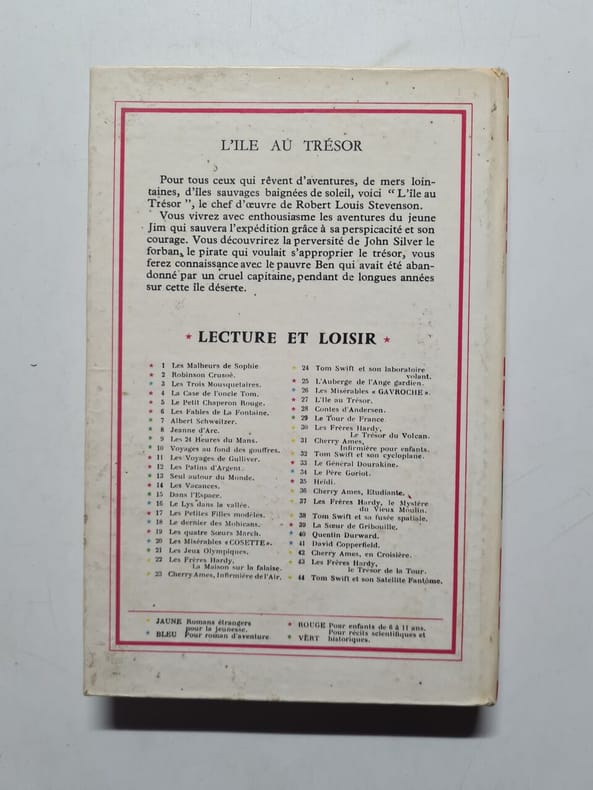 L'ILE AU TRÉSOR
Pour tous ceux qui rêvent d'aventures, de mers loin-
taines, d'îles sauvages baignées de soleil, voici " L'île au
Trésor ", le chef d'œuvre de Robert Louis Stevenson.
Vous vivrez avec enthousiasme les aventures du jeune
Jim qui sauvera l'expédition grâce à sa perspicacité et son
courage. Vous découvrirez la perversité de John Silver le
forban, le pirate qui voulait s'approprier le trésor, vous
ferez connaissance avec le pauvre Ben qui avait été aban-
donné par un cruel capitaine, pendant de longues années
sur cette île déserte.
★ LECTURE ET LOISIR ★
★ 1 Les Malheurs de Sophie
★ 2 Robinson Crusoë.
★ 3 Les Trois Mousquetaires.
★ 4 La Case de l'oncle Tom.
★ 5 Le Petit Chaperon Rouge.
★ 6 Les Fables de La Fontaine.
★ 7 Albert Schweitzer.
★ 8 Jeanne d'Arc.
★ 9 Les 24 Heures du Mans.
★ 10 Voyages au fond des gouffres.
★ 11 Les Voyages de Gulliver.
★ 12 Les Patins d'Argent.
★ 13 Seul autour du Monde.
★ 14 Les Vacances.
★ 15 Dans l'Espace.
★ 16 Le Lys dans la vallée.
★ 17 Les Petites Filles modèles.
★ 18 Le dernier des Mohicans.
★ 19 Les quatre Sœurs March.
★ 20 Les Misérables «COSETTE».
★ 21 Les Jeux Olympiques.
★ 22 Les Frères Hardy,
La Maison sur la falaise.
★ 23 Cherry Ames, Infirmière de l'Air.
★ 24 Tom Swift et son laboratoire
volant.
★ 25 L'Auberge de l'Ange gardien.
★ 26 Les Misérables « GAVROCHE ».
★ 27 L'Ile au Trésor.
★ 28 Contes d'Andersen.
★ 29 Le Tour de France
★ 30 Les Frères Hardy,
Le Trésor du Volcan.
★ 31 Cherry Ames,
Infirmière pour enfants.
★ 32 Tom Swift et son cycloplane.
★ 33 Le Général Dourakine.
★ 34 Le Père Goriot.
★ 35 Heïdi.
★ 36 Cherry Ames, Etudiante.
★ 37 Les Frères Hardy, le Mystère
du Vieux Moulin.
★ 38 Tom Swift et sa fusée spatiale.
★ 39 La Sœur de Gribouille.
★ 40 Quentin Durward.
★ 41 David Copperfield.
★ 42 Cherry Ames, en Croisière.
★ 43 Les Frères Hardy,
le Trésor de la Tour.
★ 44 Tom Swift et son Satellite Fantôme.
★ JAUNE Romans étrangers
pour la jeunesse.
★ BLEU Pour roman d'aventure
★ ROUGE Pour enfants de 6 à 11 ans.
★ VERT Pour récits scientifiques et
historiques.